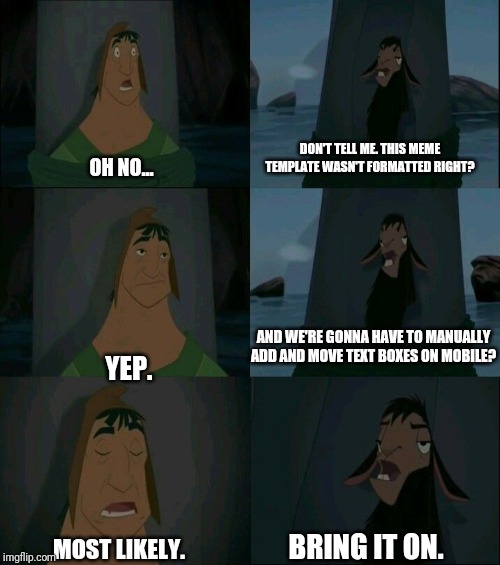 OH NO...
DON'T TELL ME. THIS MEME
TEMPLATE WASN'T FORMATTED RIGHT?
YEP.
AND WE'RE GONNA HAVE TO MANUALLY
ADD AND MOVE TEXT BOXES ON MOBILE?
MOST LIKELY.
BRING IT ON.
imgflip.com